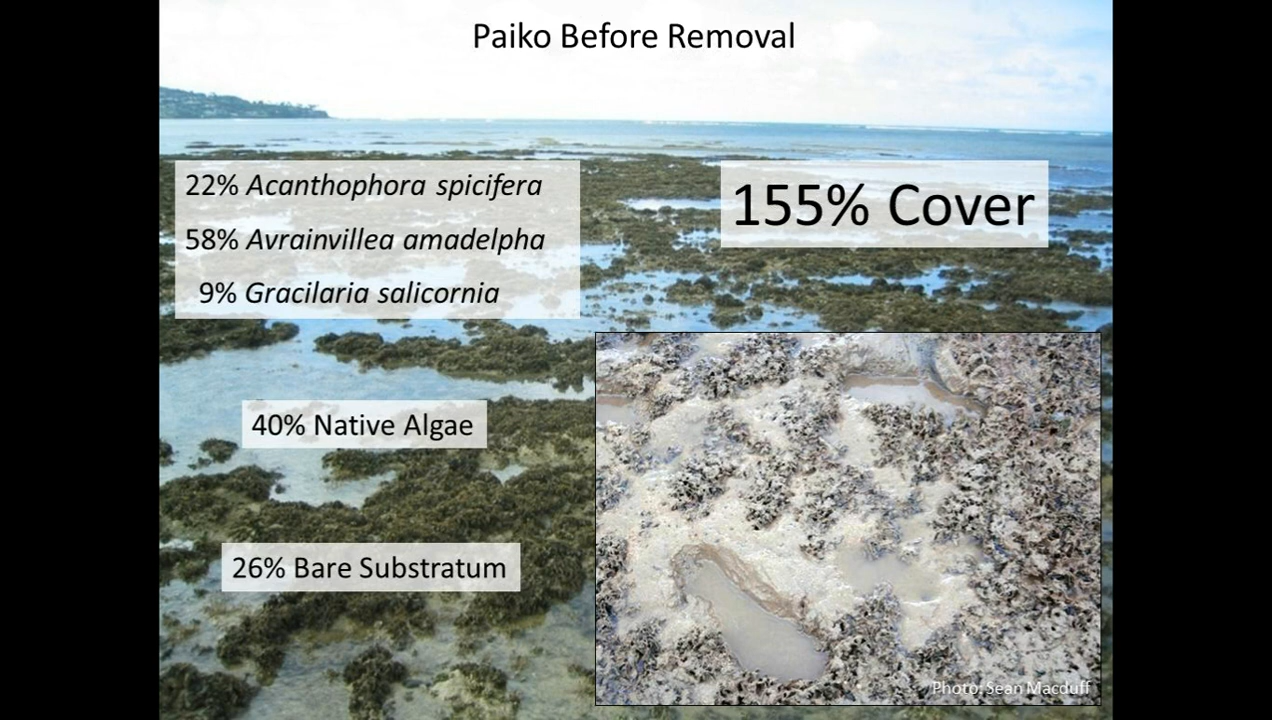 Paiko Before Removal
22% Acanthophora spicifera
58% Avrainvillea amadelpha
9% Gracilaria salicornia
155% Cover
40% Native Algae
26% Bare Substratum
Photo: Sean Macduff